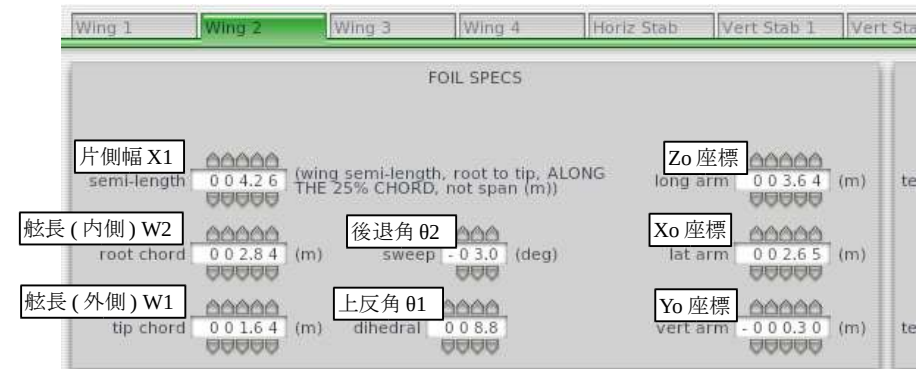 Wing 1 Wing 2 Wing 3 Wing 4 Horiz Stab Vert Stab 1 Vert Sta
FOIL SPECS
片側幅 X1
Zo 座標
semi-length 0 0 4.2 6 (wing semi-length, root to tip, ALONG
THE 25% CHORD, not span (m))
long arm 0 0 3.6 4 (m) te
舷長 ( 内側 ) W2
後退角 θ2
Xo 座標
root chord 0 0 2.8 4 (m) sweep - 0 3.0 (deg) lat arm 0 0 2.6 5 (m)
舷長 ( 外側 ) W1
上反角 θ1
Yo 座標
tip chord 0 0 1.6 4 (m) dihedral 0 0 8.8 vert arm - 0 0 0.3 0 (m) te